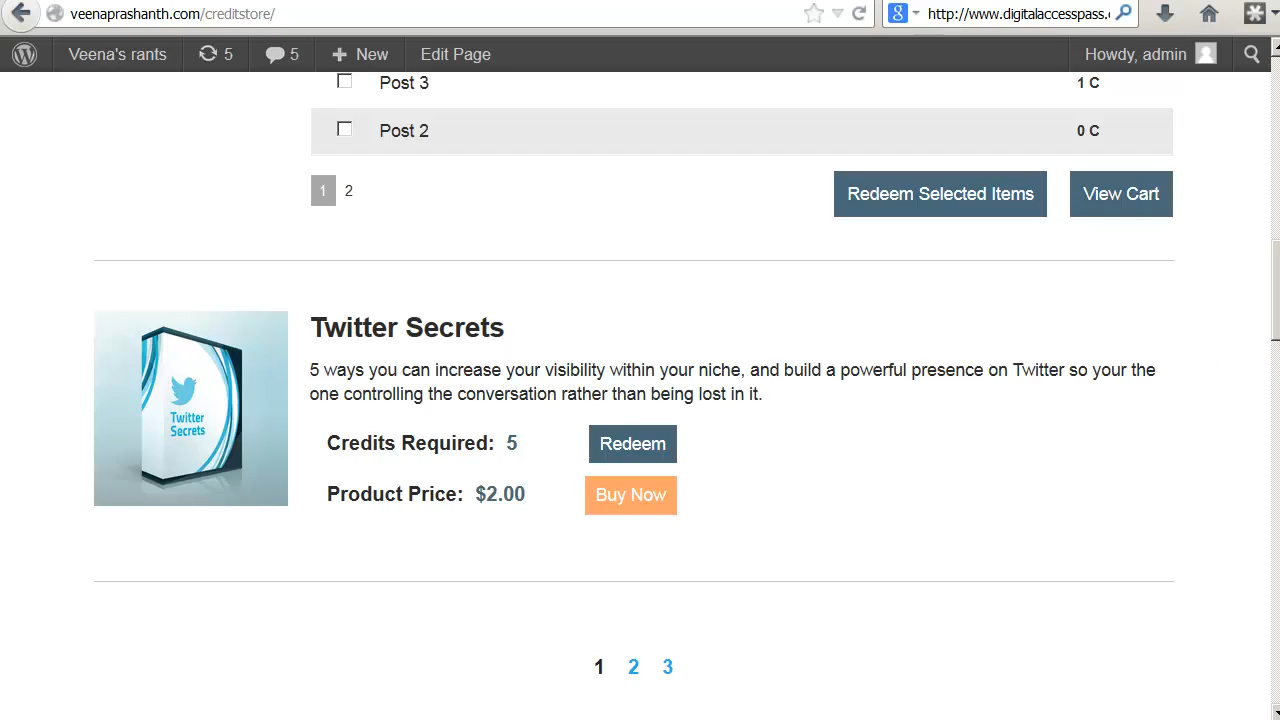 veenaprashanth.com/creditstore/
8
http://www.digitalaccesspass.
Veena's rants
5
5
New
Edit Page
Howdy, admin
Post 3
1 C
Post 2
0 C
1 2
Redeem Selected Items
View Cart
Twitter Secrets
5 ways you can increase your visibility within your niche, and build a powerful presence on Twitter so your the
one controlling the conversation rather than being lost in it.
Twitter
Secrets
Credits Required: 5
Redeem
Product Price: $2.00
Buy Now
1 2 3